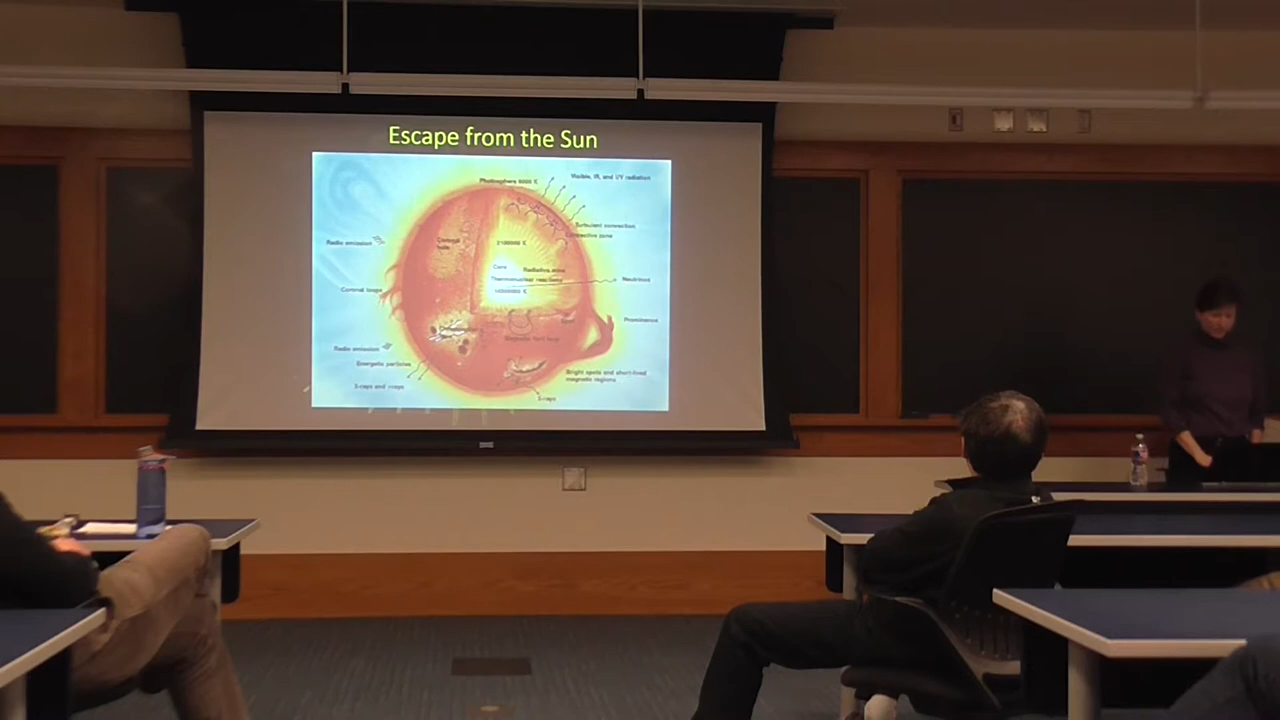 Escape from the Sun
Photosphere 6000 K
Visible, IR, and UV radiation
Turbulent convection
Convective zone
Radio emission
Coronal
hole
Core
Radiative zone
Thermonuclear reactions
Neutrinos
Coronal loops
Prominence
Radio emission
Energetic particles
X-rays and
Bright spots and short-lived
magnetic regions
X-rays